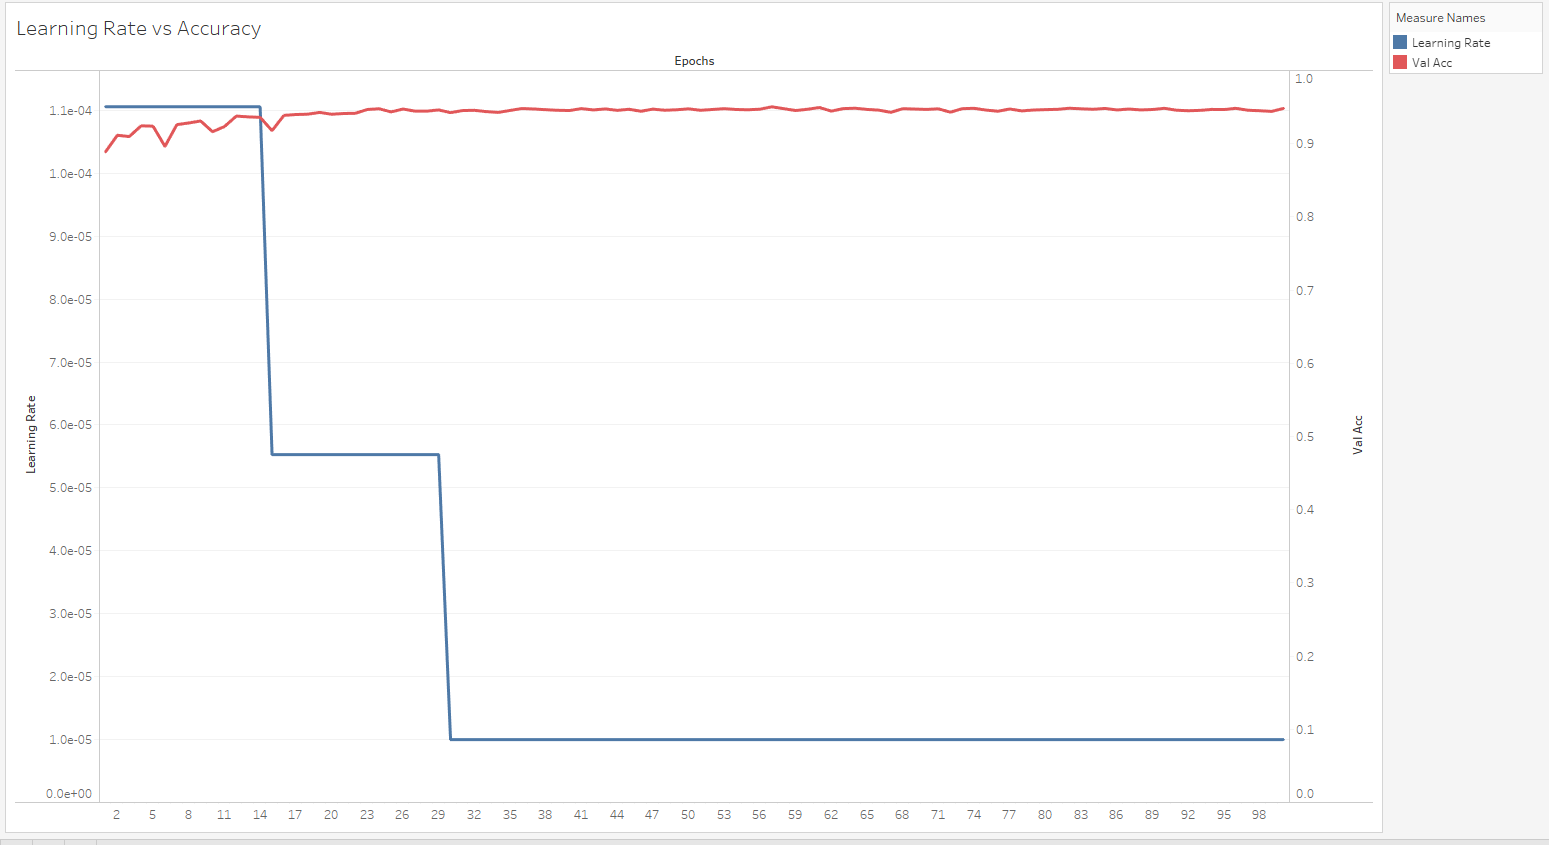 Learning Rate vs Accuracy
Measure Names
Learning Rate
Val Acc
Epochs
1.1e-04
1.0e-04
9.0e-05
8.0e-05
7.0e-05
6.0e-05
5.0e-05
4.0e-05
3.0e-05
2.0e-05
1.0e-05
0.0e+00
Learning Rate
1.0
0.9
0.8
0.7
0.6
0.5
0.4
0.3
0.2
0.1
0.0
Val Acc
2 5 8 11 14 17 20 23 26 29 32 35 38 41 44 47 50 53 56 59 62 65 68 71 74 77 80 83 86 89 92 95 98